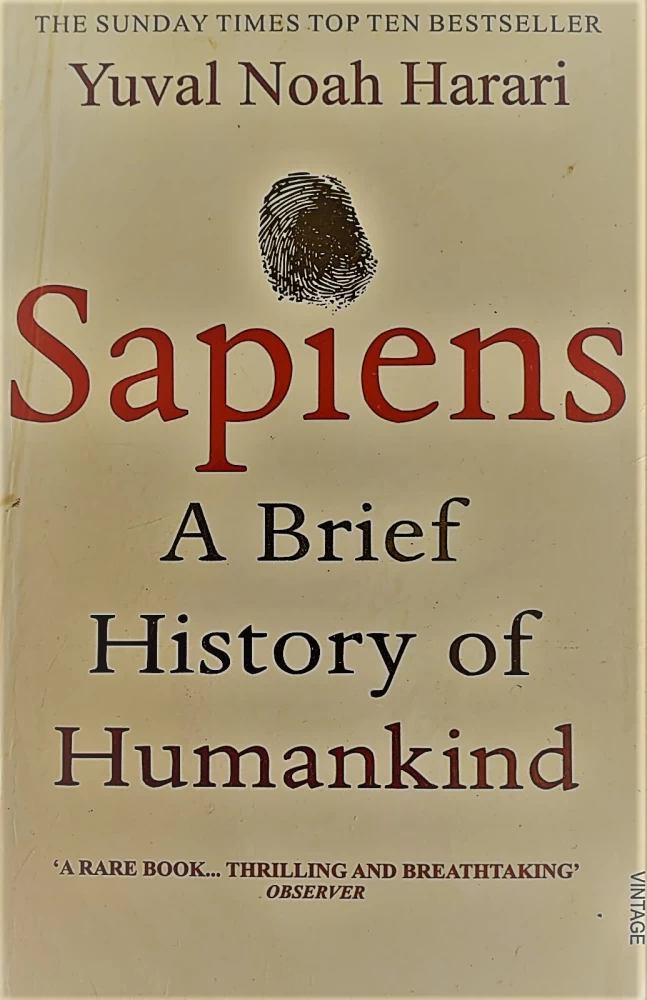 THE SUNDAY TIMES TOP TEN BESTSELLER
Yuval Noah Harari
Sapiens
A Brief
History of
Humankind
‘A RARE BOOK... THRILLING AND BREATHTAKING’
OBSERVER
VINTAGE